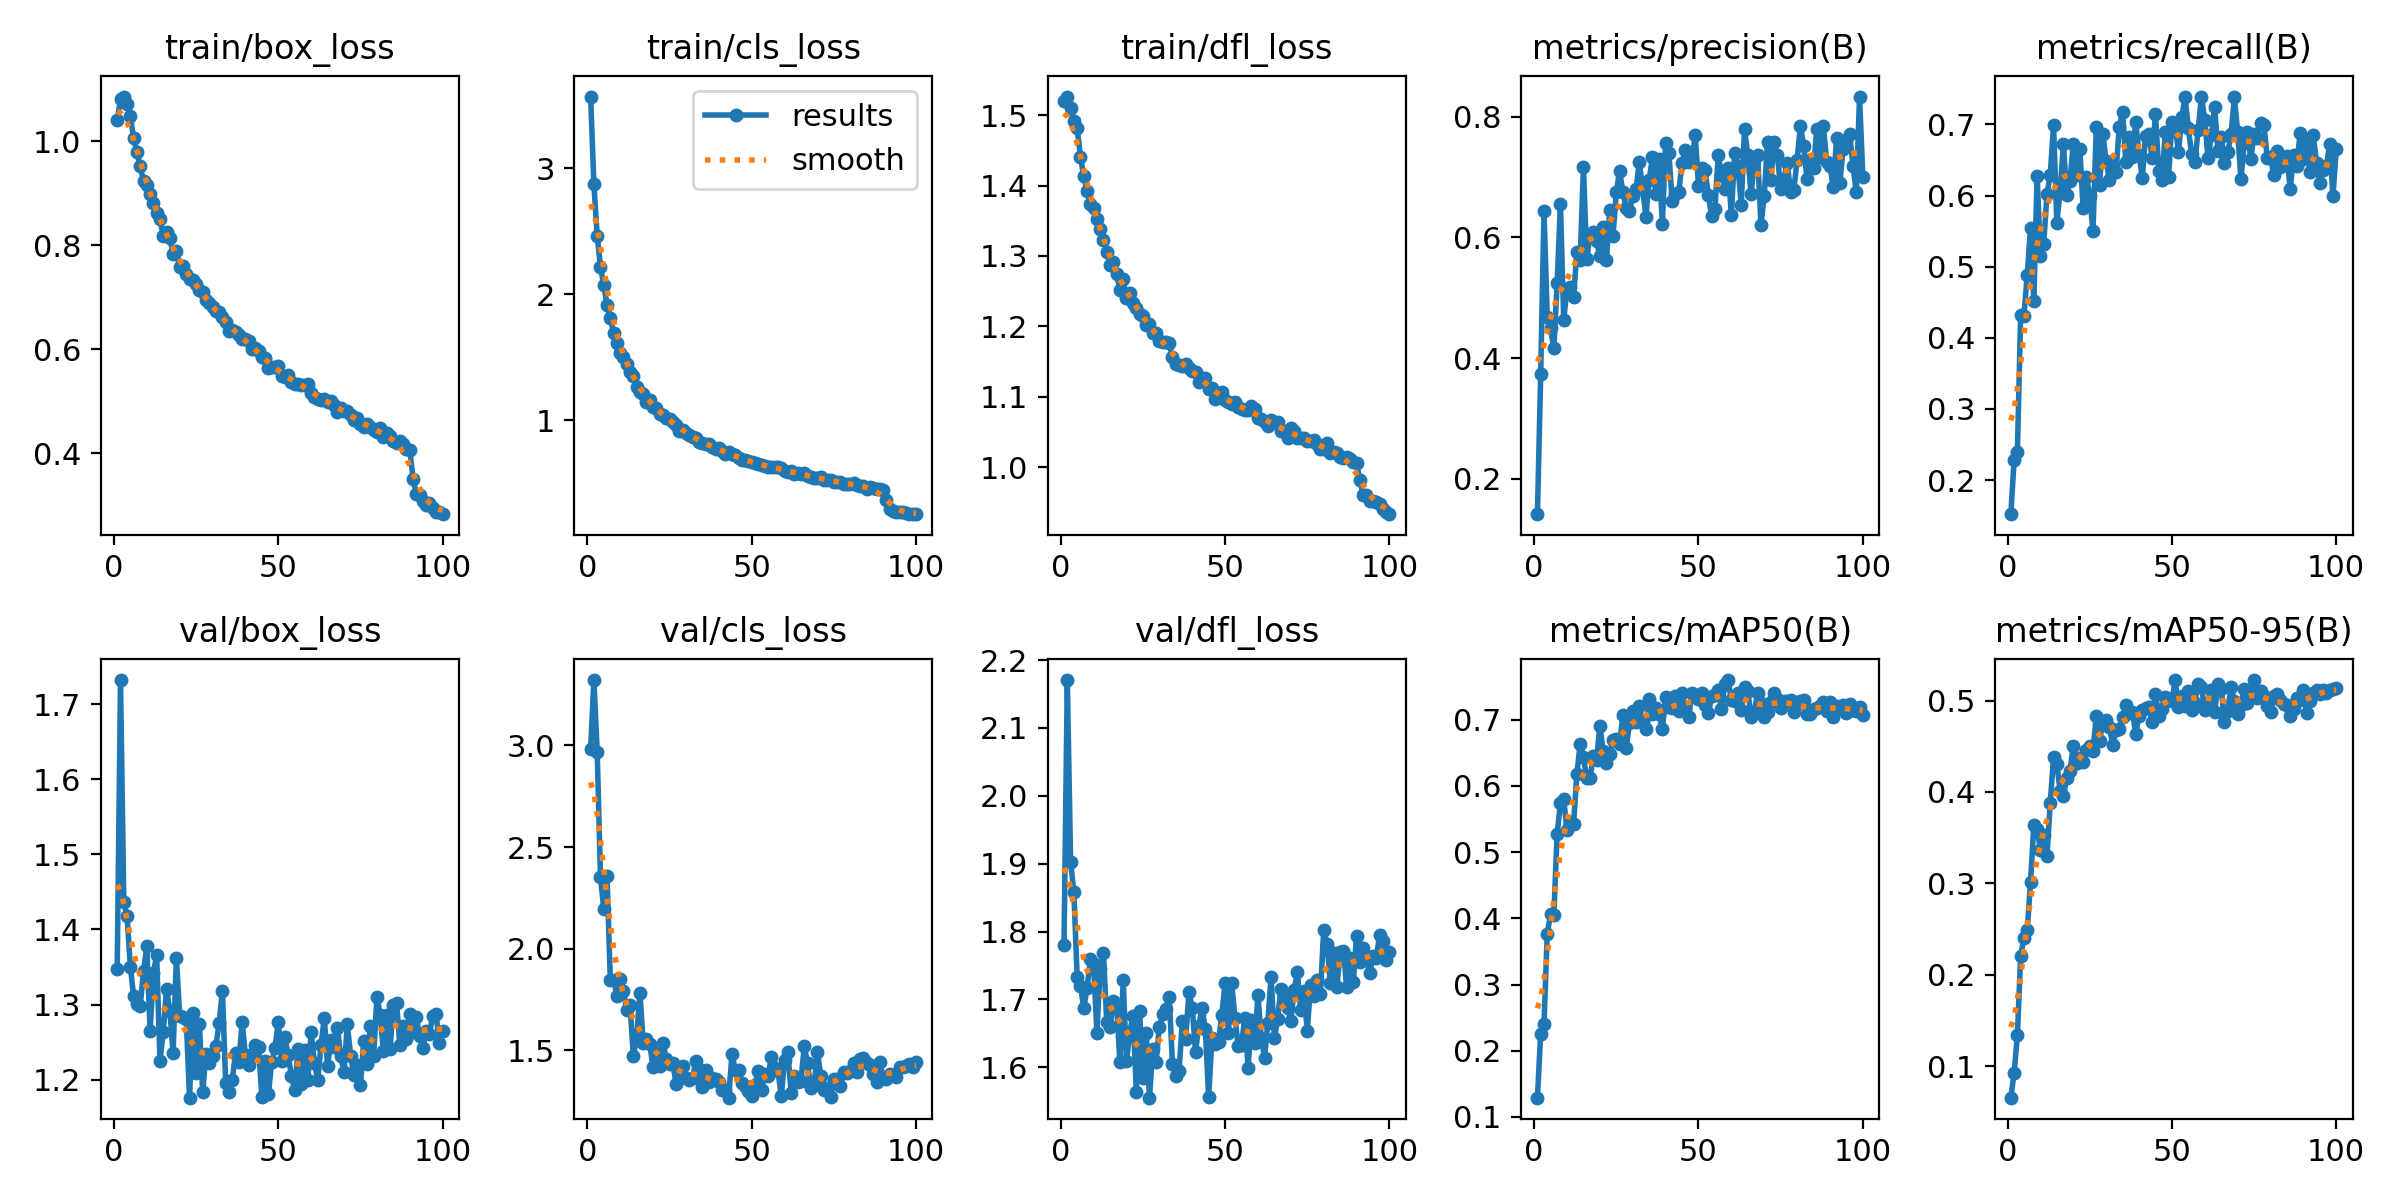 train/box_loss
train/cls_loss
train/dfl_loss
metrics/precision(B)
metrics/recall(B)
results
smooth
1.0
0.8
0.6
0.4
0 50 100
3
2
1
0 50 100
1.5
1.4
1.3
1.2
1.1
1.0
0 50 100
0.8
0.6
0.4
0.2
0 50 100
0.7
0.6
0.5
0.4
0.3
0.2
0 50 100
val/box_loss
val/cls_loss
val/dfl_loss
metrics/mAP50(B)
metrics/mAP50-95(B)
1.7
1.6
1.5
1.4
1.3
1.2
0 50 100
3.0
2.5
2.0
1.5
0 50 100
2.2
2.1
2.0
1.9
1.8
1.7
1.6
0 50 100
0.7
0.6
0.5
0.4
0.3
0.2
0.1
0 50 100
0.5
0.4
0.3
0.2
0.1
0 50 100